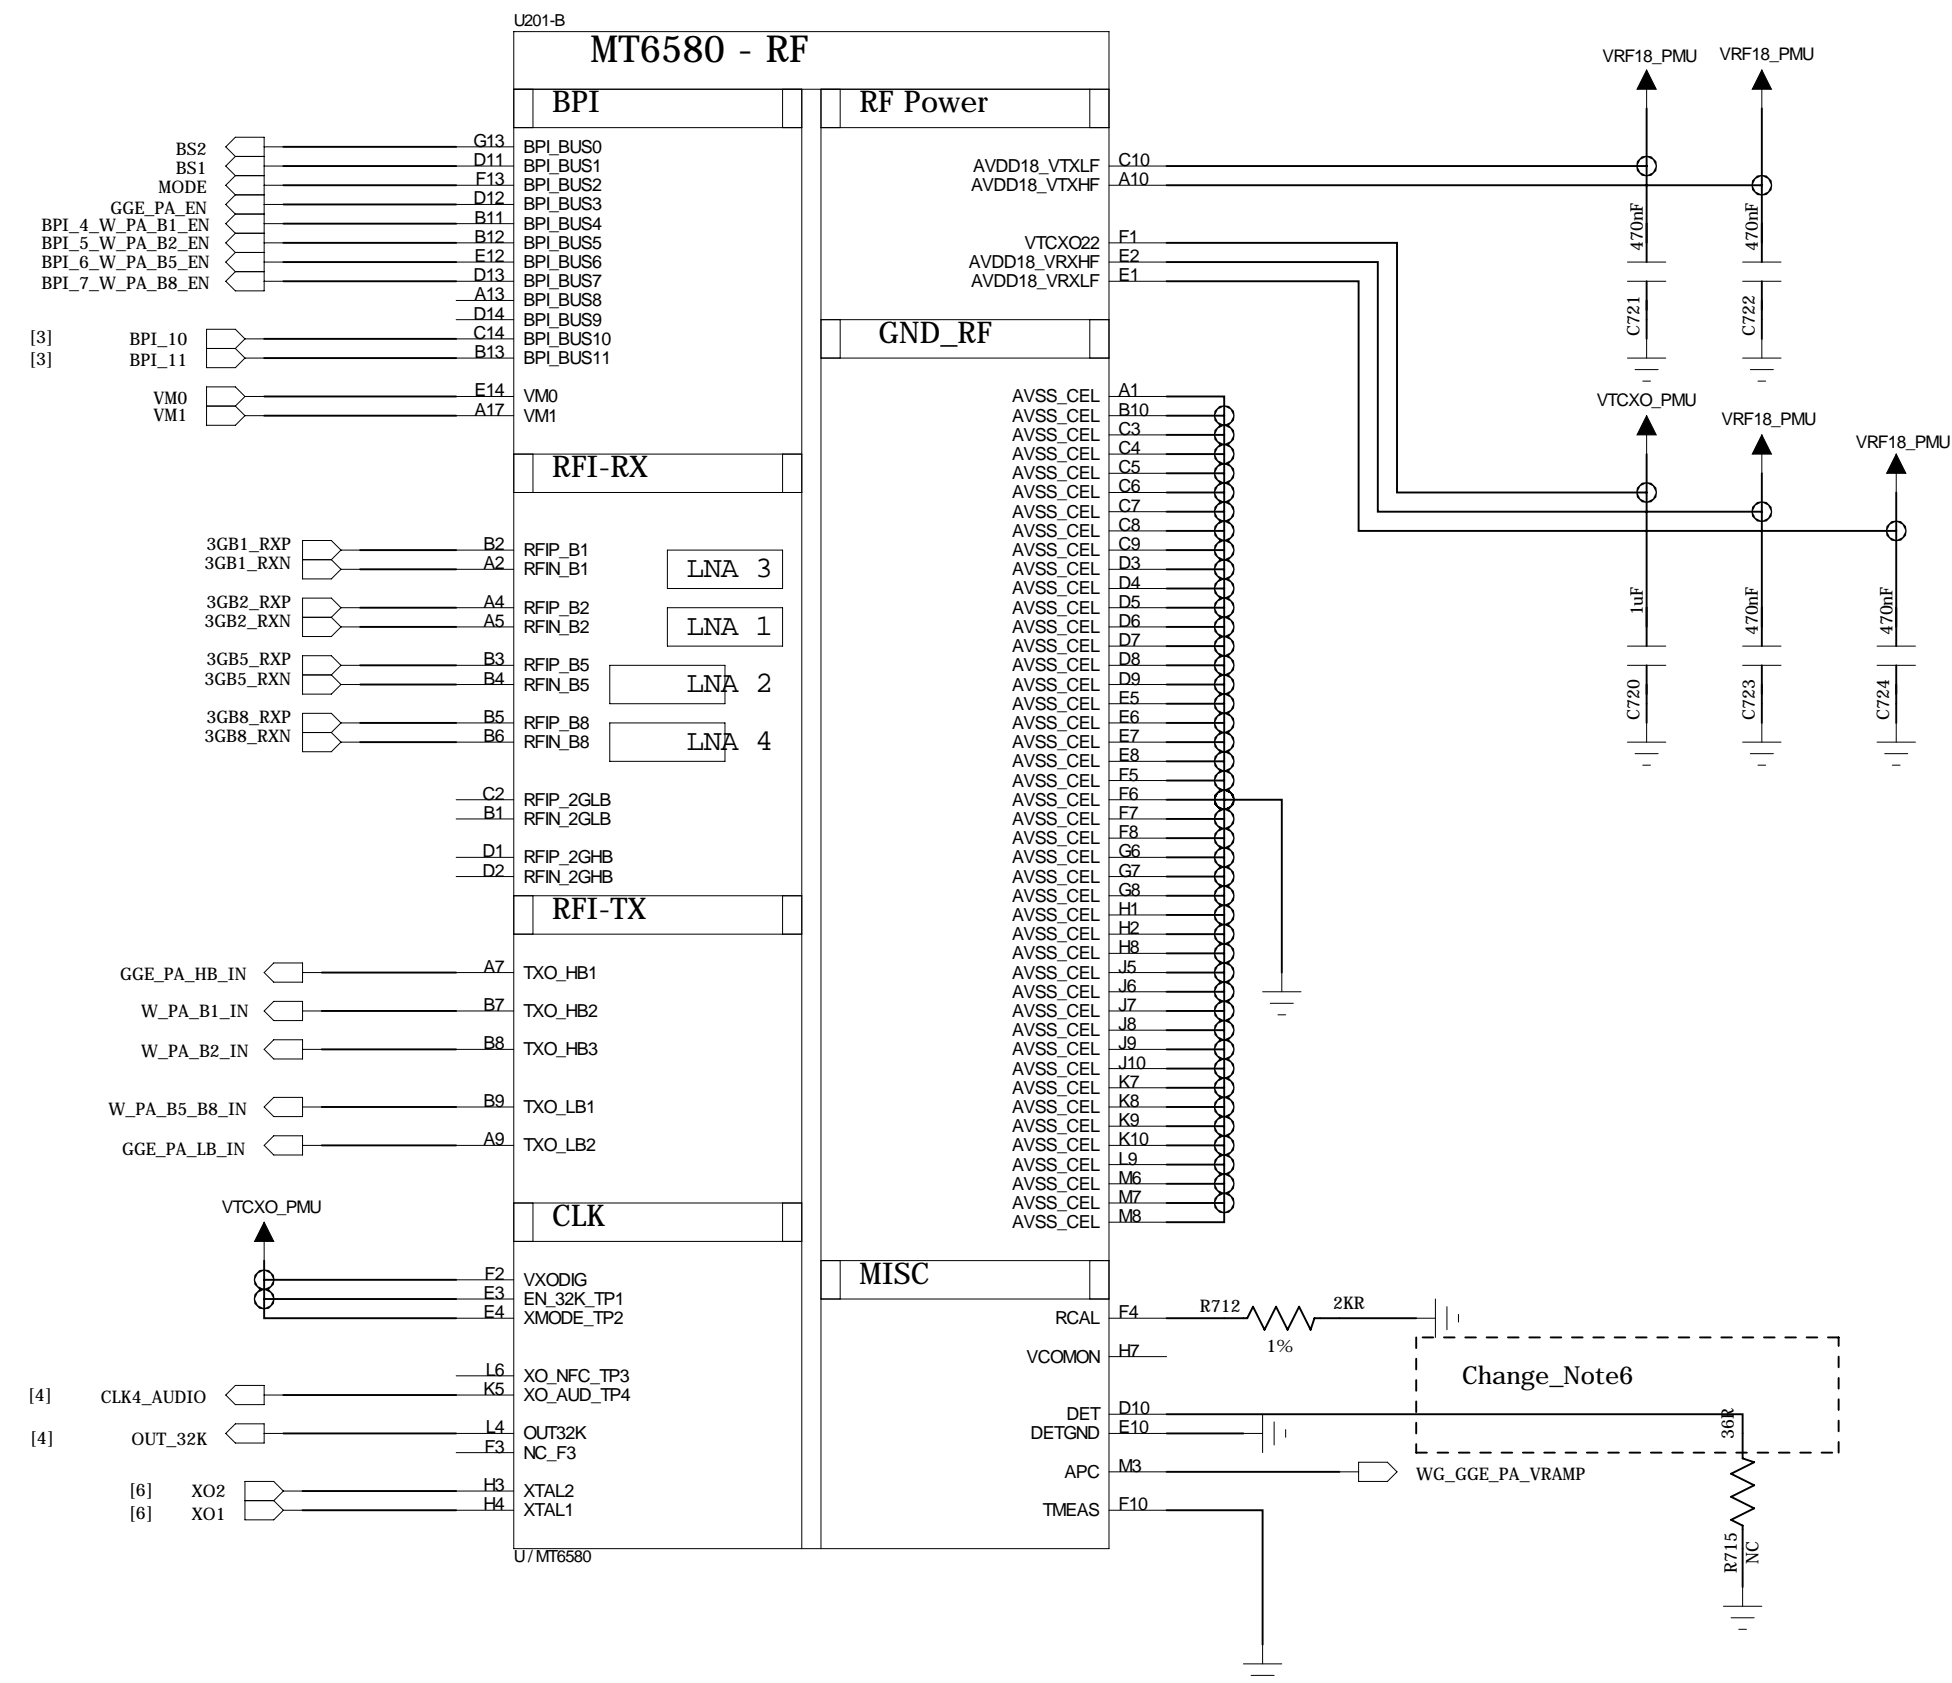 U201-B
MT6580 - RF
BPI
RF Power
VRF18_PMU
VRF18_PMU
BS2 G13 BPI_BUS0
BS1 D11 BPI_BUS1
MODE F13 BPI_BUS2
GGE_PA_EN D12 BPI_BUS3
BPI_4_W_PA_B1_EN B11 BPI_BUS4
BPI_5_W_PA_B2_EN B12 BPI_BUS5
BPI_6_W_PA_B5_EN E12 BPI_BUS6
BPI_7_W_PA_B8_EN D13 BPI_BUS7
A13 BPI_BUS8
D14 BPI_BUS9
[3] BPI_10 C14 BPI_BUS10
[3] BPI_11 B13 BPI_BUS11
VM0 E14 VM0
VM1 A17 VM1
AVDD18_VTXLF C10
AVDD18_VTXHF A10
VTCXO22 F1
AVDD18_VRXHF E2
AVDD18_VRXLF E1
470nF
C721
470nF
C722
VTCXO_PMU
VRF18_PMU
VRF18_PMU
1uF
C720
470nF
C723
470nF
C724
GND_RF
AVSS_CEL A1
AVSS_CEL B10
AVSS_CEL C3
AVSS_CEL C4
AVSS_CEL C5
AVSS_CEL C6
AVSS_CEL C7
AVSS_CEL C8
AVSS_CEL C9
AVSS_CEL D3
AVSS_CEL D4
AVSS_CEL D5
AVSS_CEL D6
AVSS_CEL D7
AVSS_CEL D8
AVSS_CEL D9
AVSS_CEL E5
AVSS_CEL E6
AVSS_CEL E7
AVSS_CEL E8
AVSS_CEL F5
AVSS_CEL F6
AVSS_CEL F7
AVSS_CEL F8
AVSS_CEL G6
AVSS_CEL G7
AVSS_CEL G8
AVSS_CEL H1
AVSS_CEL H2
AVSS_CEL H8
AVSS_CEL J5
AVSS_CEL J6
AVSS_CEL J7
AVSS_CEL J8
AVSS_CEL J9
AVSS_CEL J10
AVSS_CEL K7
AVSS_CEL K8
AVSS_CEL K9
AVSS_CEL K10
AVSS_CEL L9
AVSS_CEL M6
AVSS_CEL M7
AVSS_CEL M8
RFI-RX
3GB1_RXP B2 RFIP_B1
3GB1_RXN A2 RFIN_B1
LNA 3
3GB2_RXP A4 RFIP_B2
3GB2_RXN A5 RFIN_B2
LNA 1
3GB5_RXP B3 RFIP_B5
3GB5_RXN B4 RFIN_B5
LNA 2
3GB8_RXP B5 RFIP_B8
3GB8_RXN B6 RFIN_B8
LNA 4
C2 RFIP_2GLB
B1 RFIN_2GLB
D1 RFIP_2GHB
D2 RFIN_2GHB
RFI-TX
GGE_PA_HB_IN A7 TXO_HB1
W_PA_B1_IN B7 TXO_HB2
W_PA_B2_IN B8 TXO_HB3
W_PA_B5_B8_IN B9 TXO_LB1
GGE_PA_LB_IN A9 TXO_LB2
VTCXO_PMU
CLK
F2 VXODIG
E3 EN_32K_TP1
E4 XMODE_TP2
L6 XO_NFC_TP3
[4] CLK4_AUDIO K5 XO_AUD_TP4
[4] OUT_32K L4 OUT32K
F3 NC_F3
[6] XO2 H3 XTAL2
[6] XO1 H4 XTAL1
MISC
RCAL F4 R712 2KR
1%
VCOMON H7
Change_Note6
DET D10
DETGND E10
36R
APC M3 WG_GGE_PA_VRAMP
TMEAS F10
R715
NC
U / MT6580